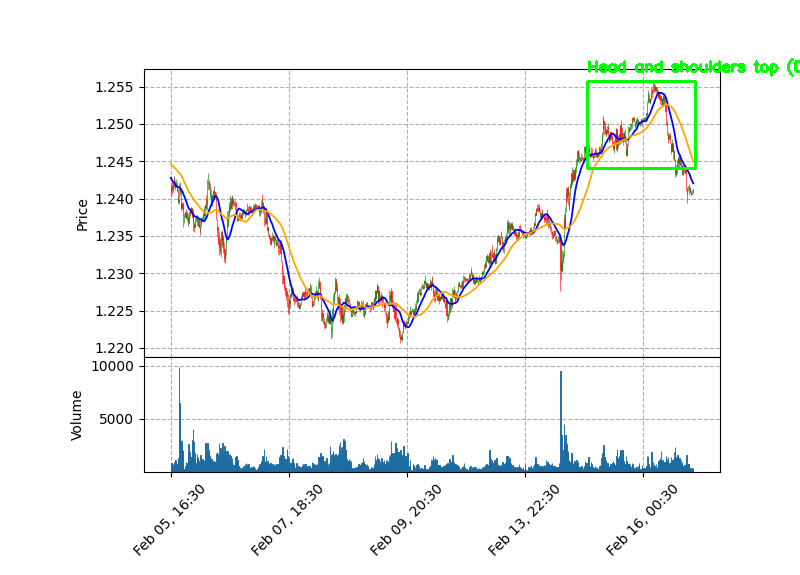 Head and shoulders top (
1.255
1.250
1.245
1.240
1.235
1.230
1.225
1.220
Price
10000
5000
Volume
Feb 05, 16:30
Feb 07, 18:30
Feb 09, 20:30
Feb 13, 22:30
Feb 16, 00:30